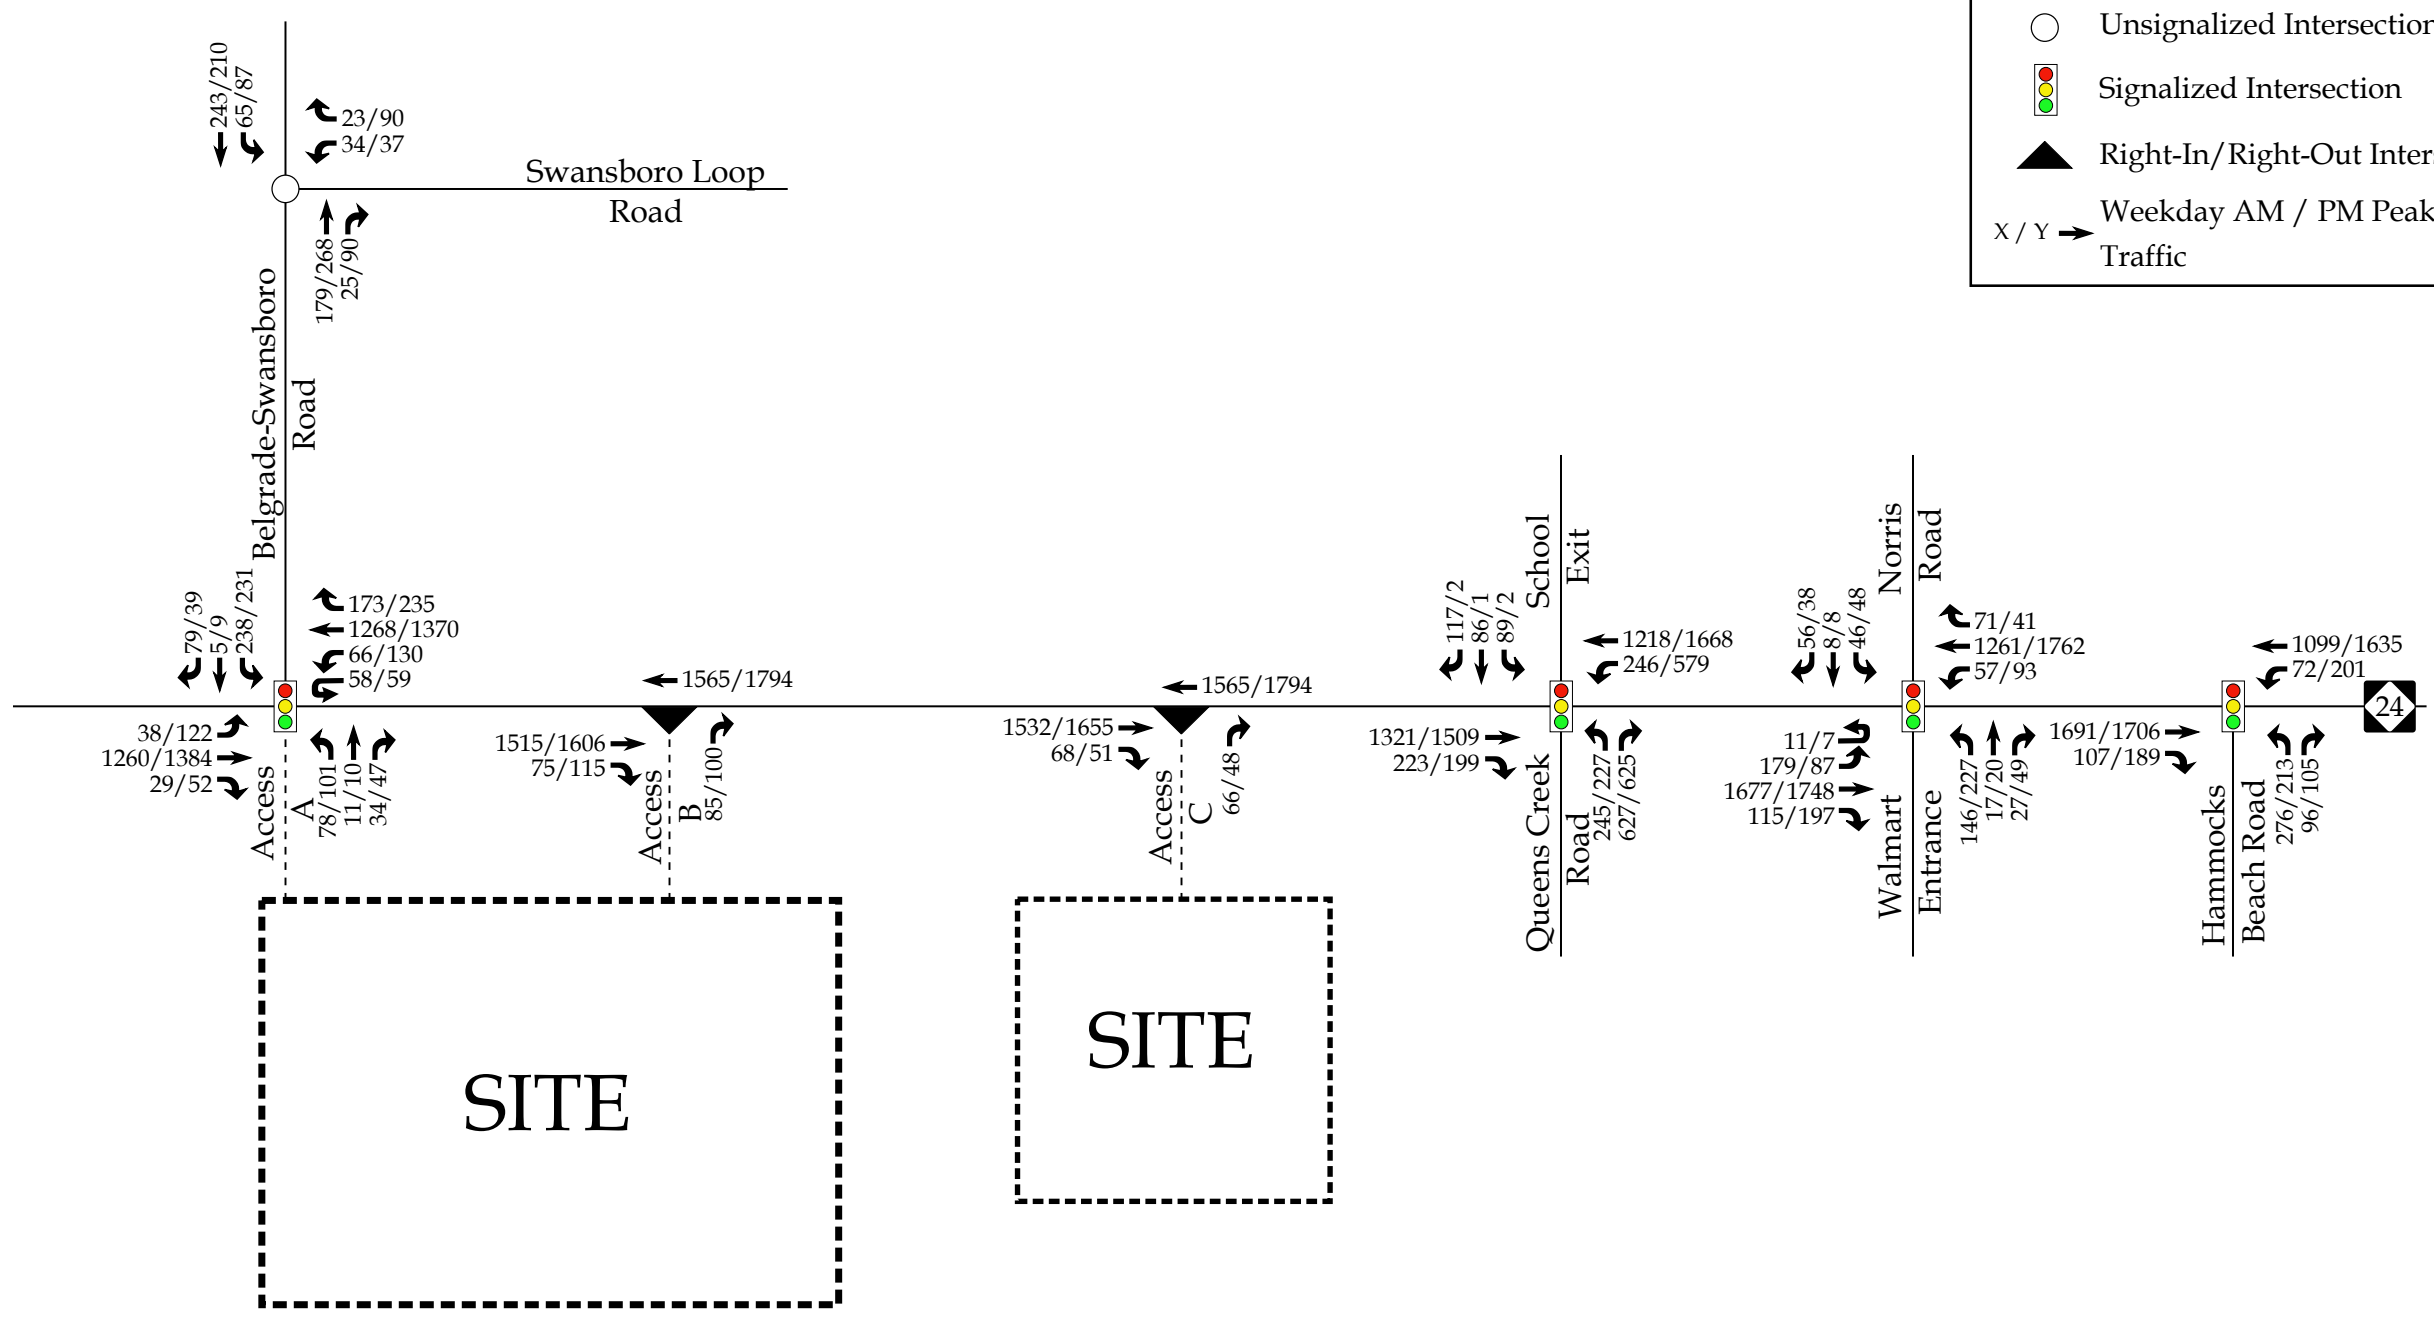 Unsignalized Intersection
Signalized Intersection
Right-In/Right-Out Inters
X / Y
Weekday AM / PM Peak
Traffic
243/210
65/87
23/90
34/37
Swansboro Loop
Road
179/268
25/90
Belgrade-Swansboro
Road
79/39
5/9
238/231
173/235
1268/1370
66/130
58/59
38/122
1260/1384
29/52
Access
A
78/101
11/10
34/47
1565/1794
1515/1606
75/115
Access
B
85/100
1565/1794
1532/1655
68/51
Access
C
66/48
School
Exit
117/2
86/1
89/2
1218/1668
246/579
1321/1509
223/199
Queens Creek
Road
245/227
627/625
Norris
Road
56/38
8/8
46/48
71/41
1261/1762
57/93
11/7
179/87
1677/1748
115/197
Walmart
Entrance
146/227
17/20
27/49
1099/1635
72/201
24
1691/1706
107/189
Hammocks
Beach Road
276/213
96/105
SITE
SITE